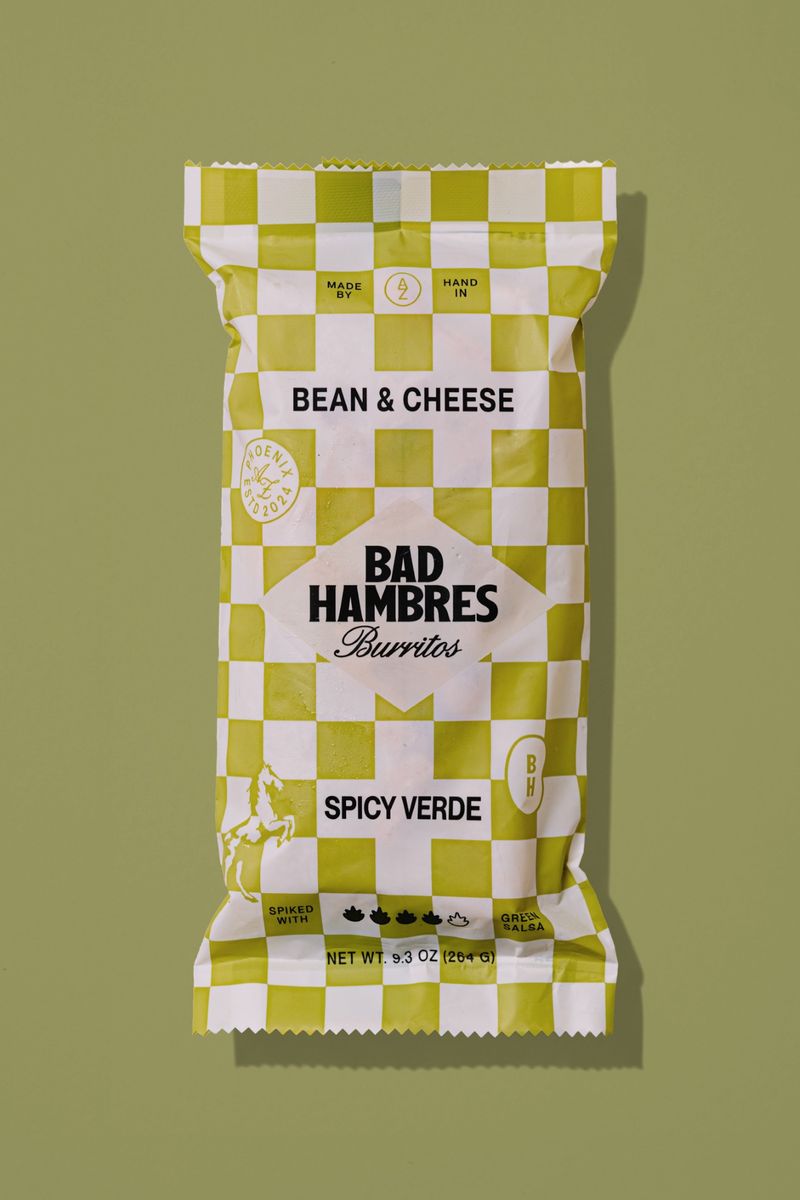 MADE BY
AZ
HAND IN
BEAN & CHEESE
PHOENIX
AZ
ESTD 2024
BAD
HAMBRES
Burritos
BH
SPICY VERDE
SPIKED WITH
GREEN SALSA
NET WT. 9.3 OZ (264 G)